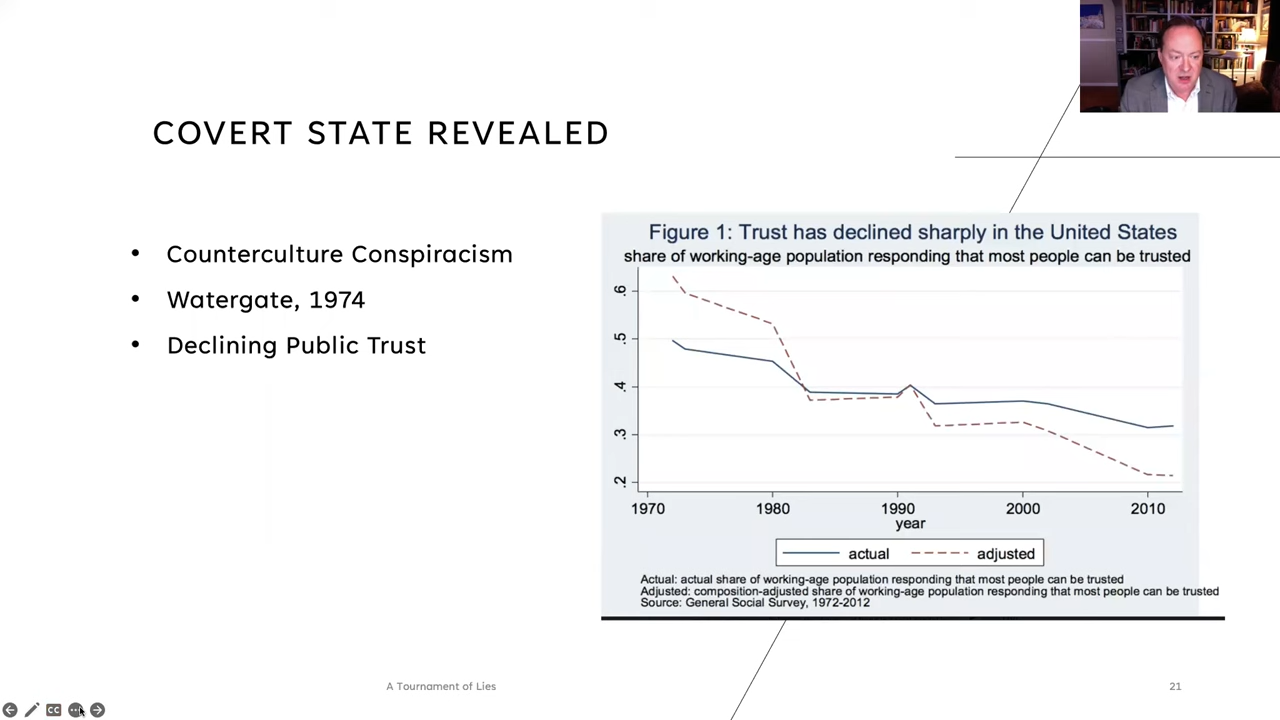 COVERT STATE REVEALED
• Counterculture Conspiracism
• Watergate, 1974
• Declining Public Trust
Figure 1: Trust has declined sharply in the United States
share of working-age population responding that most people can be trusted
.6
.5
.4
.3
.2
1970 1980 1990 2000 2010
year
actual adjusted
Actual: actual share of working-age population responding that most people can be trusted
Adjusted: composition-adjusted share of working-age population responding that most people can be trusted
Source: General Social Survey, 1972-2012
A Tournament of Lies
21
CC